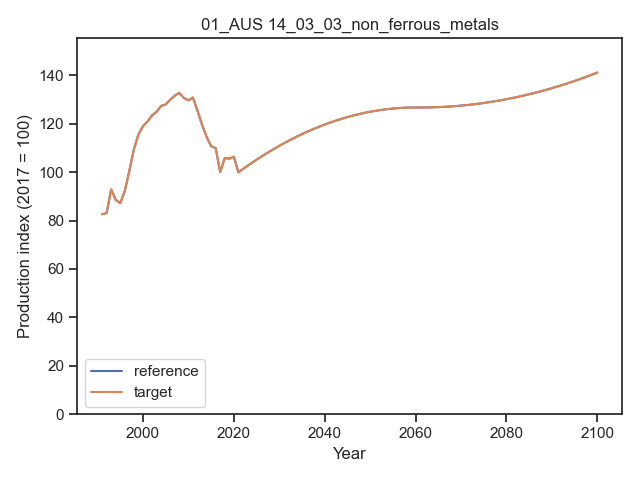 01_AUS 14_03_03_non_ferrous_metals
Production index (2017 = 100)
140
120
100
80
60
40
20
0
reference
target
2000 2020 2040 2060 2080 2100
Year